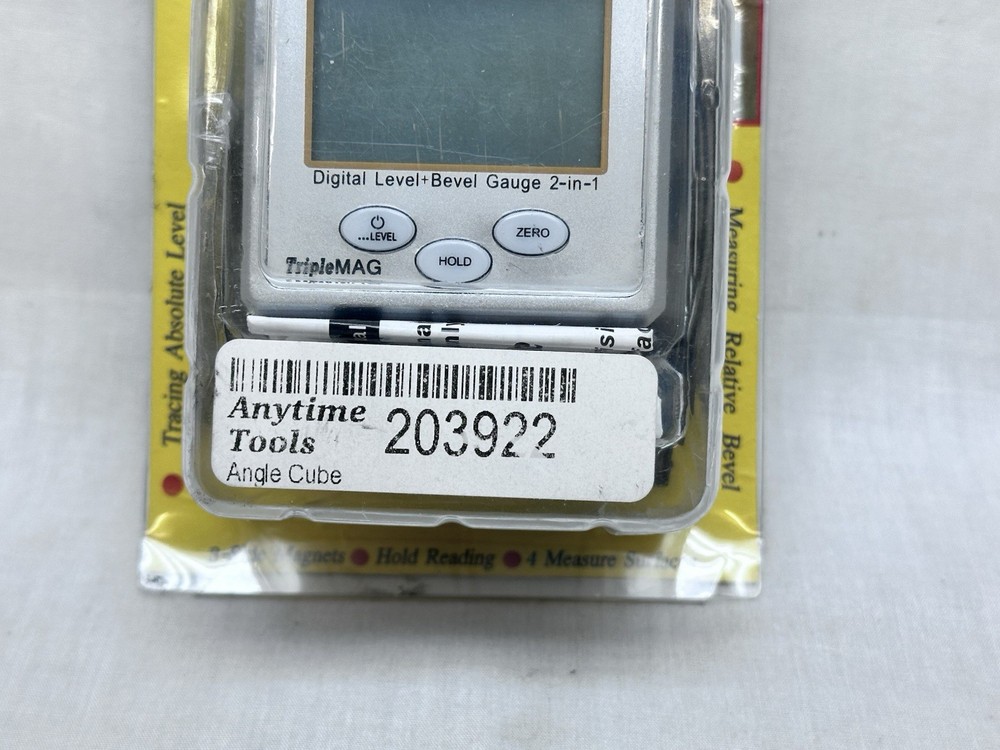 Digital Level+Bevel Gauge 2-in-1
...LEVEL
ZERO
HOLD
TripleMAG
Tracing Absolute Level
Measuring Relative Bevel
Anytime
Tools
203922
Angle Cube
Magnets ● Hold Reading ● 4 Measure